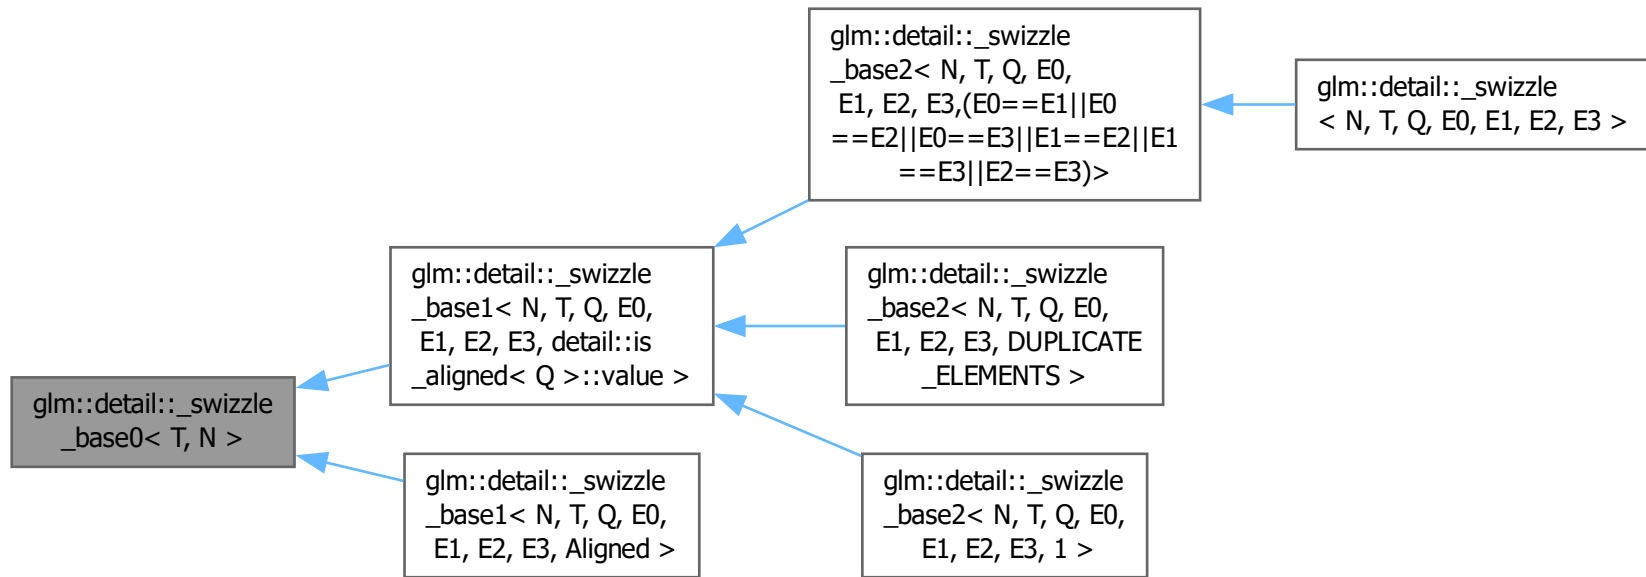 glm::detail::_swizzle
_base2< N, T, Q, E0,
E1, E2, E3,(E0==E1||E0
==E2||E0==E3||E1==E2||E1
==E3||E2==E3)>
glm::detail::_swizzle
< N, T, Q, E0, E1, E2, E3 >
glm::detail::_swizzle
_base1< N, T, Q, E0,
E1, E2, E3, detail::is
_aligned< Q >::value >
glm::detail::_swizzle
_base2< N, T, Q, E0,
E1, E2, E3, DUPLICATE
_ELEMENTS >
glm::detail::_swizzle
_base0< T, N >
glm::detail::_swizzle
_base1< N, T, Q, E0,
E1, E2, E3, Aligned >
glm::detail::_swizzle
_base2< N, T, Q, E0,
E1, E2, E3, 1 >